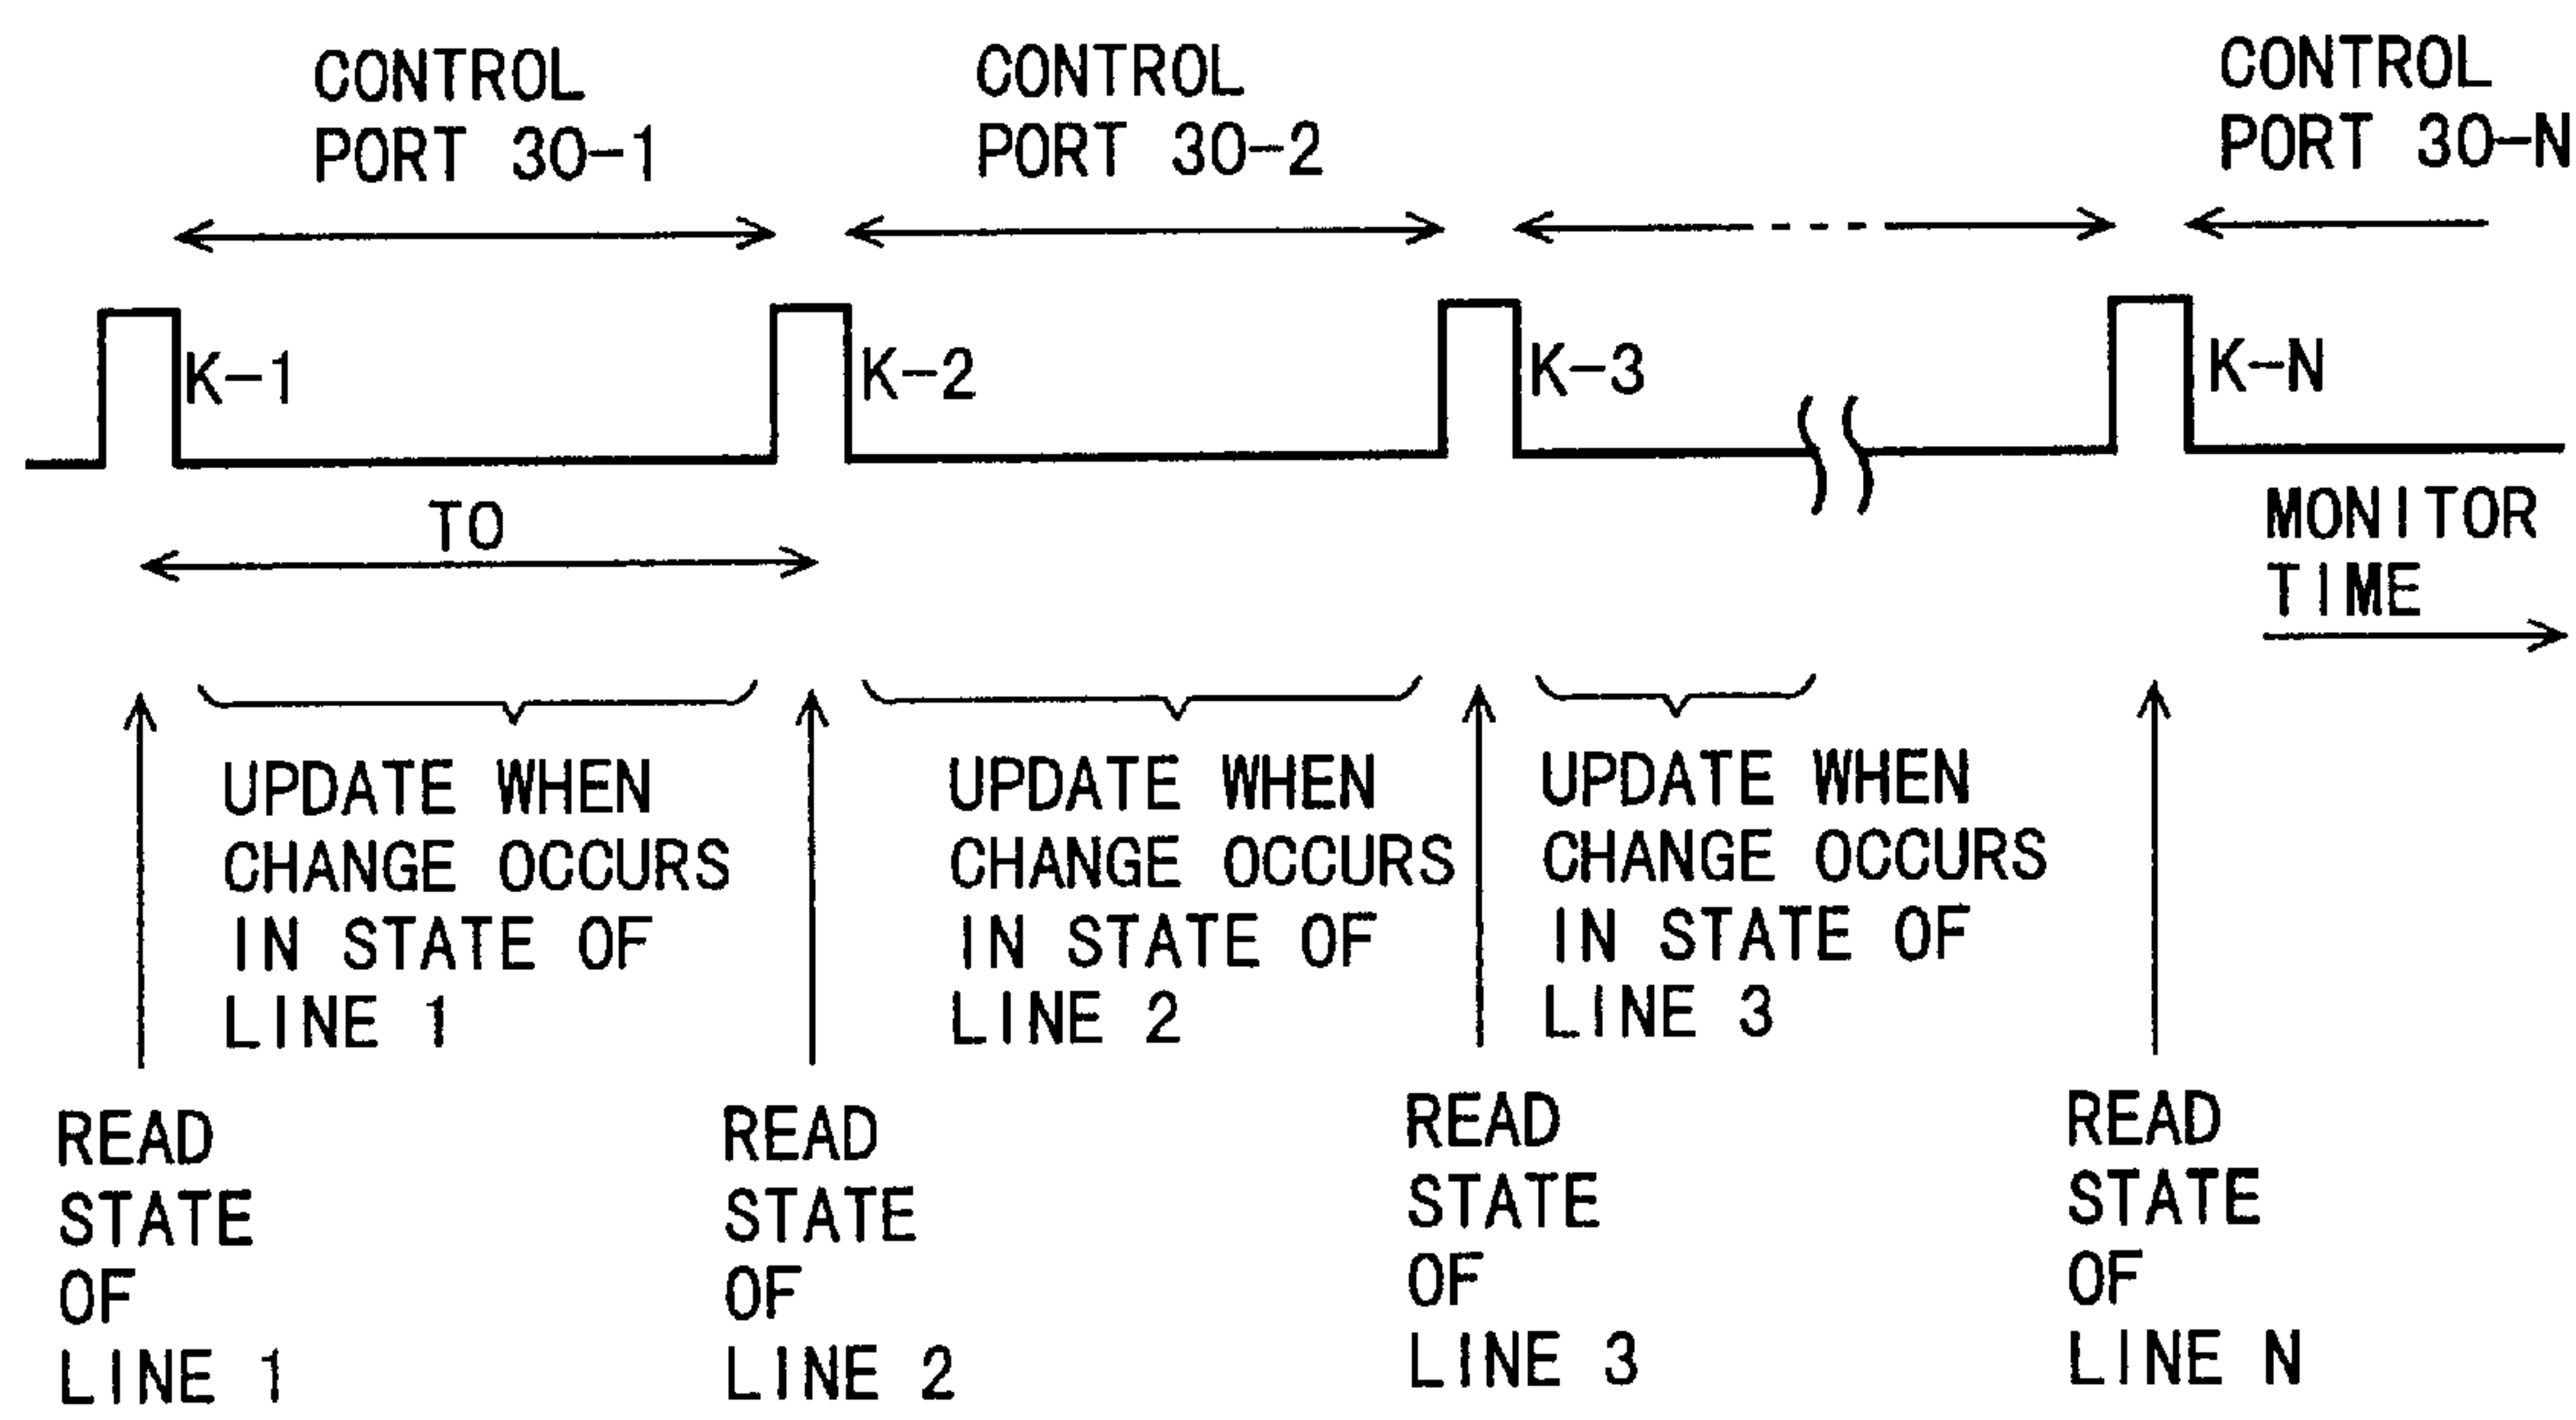 CONTROL
PORT 30-1
CONTROL
PORT 30-2
CONTROL
PORT 30-N
K-1
K-2
K-3
K-N
TO
MONITOR
TIME
UPDATE WHEN
CHANGE OCCURS
IN STATE OF
LINE 1
UPDATE WHEN
CHANGE OCCURS
IN STATE OF
LINE 2
UPDATE WHEN
CHANGE OCCURS
IN STATE OF
LINE 3
READ
STATE
OF
LINE 1
READ
STATE
OF
LINE 2
READ
STATE
OF
LINE 3
READ
STATE
OF
LINE N